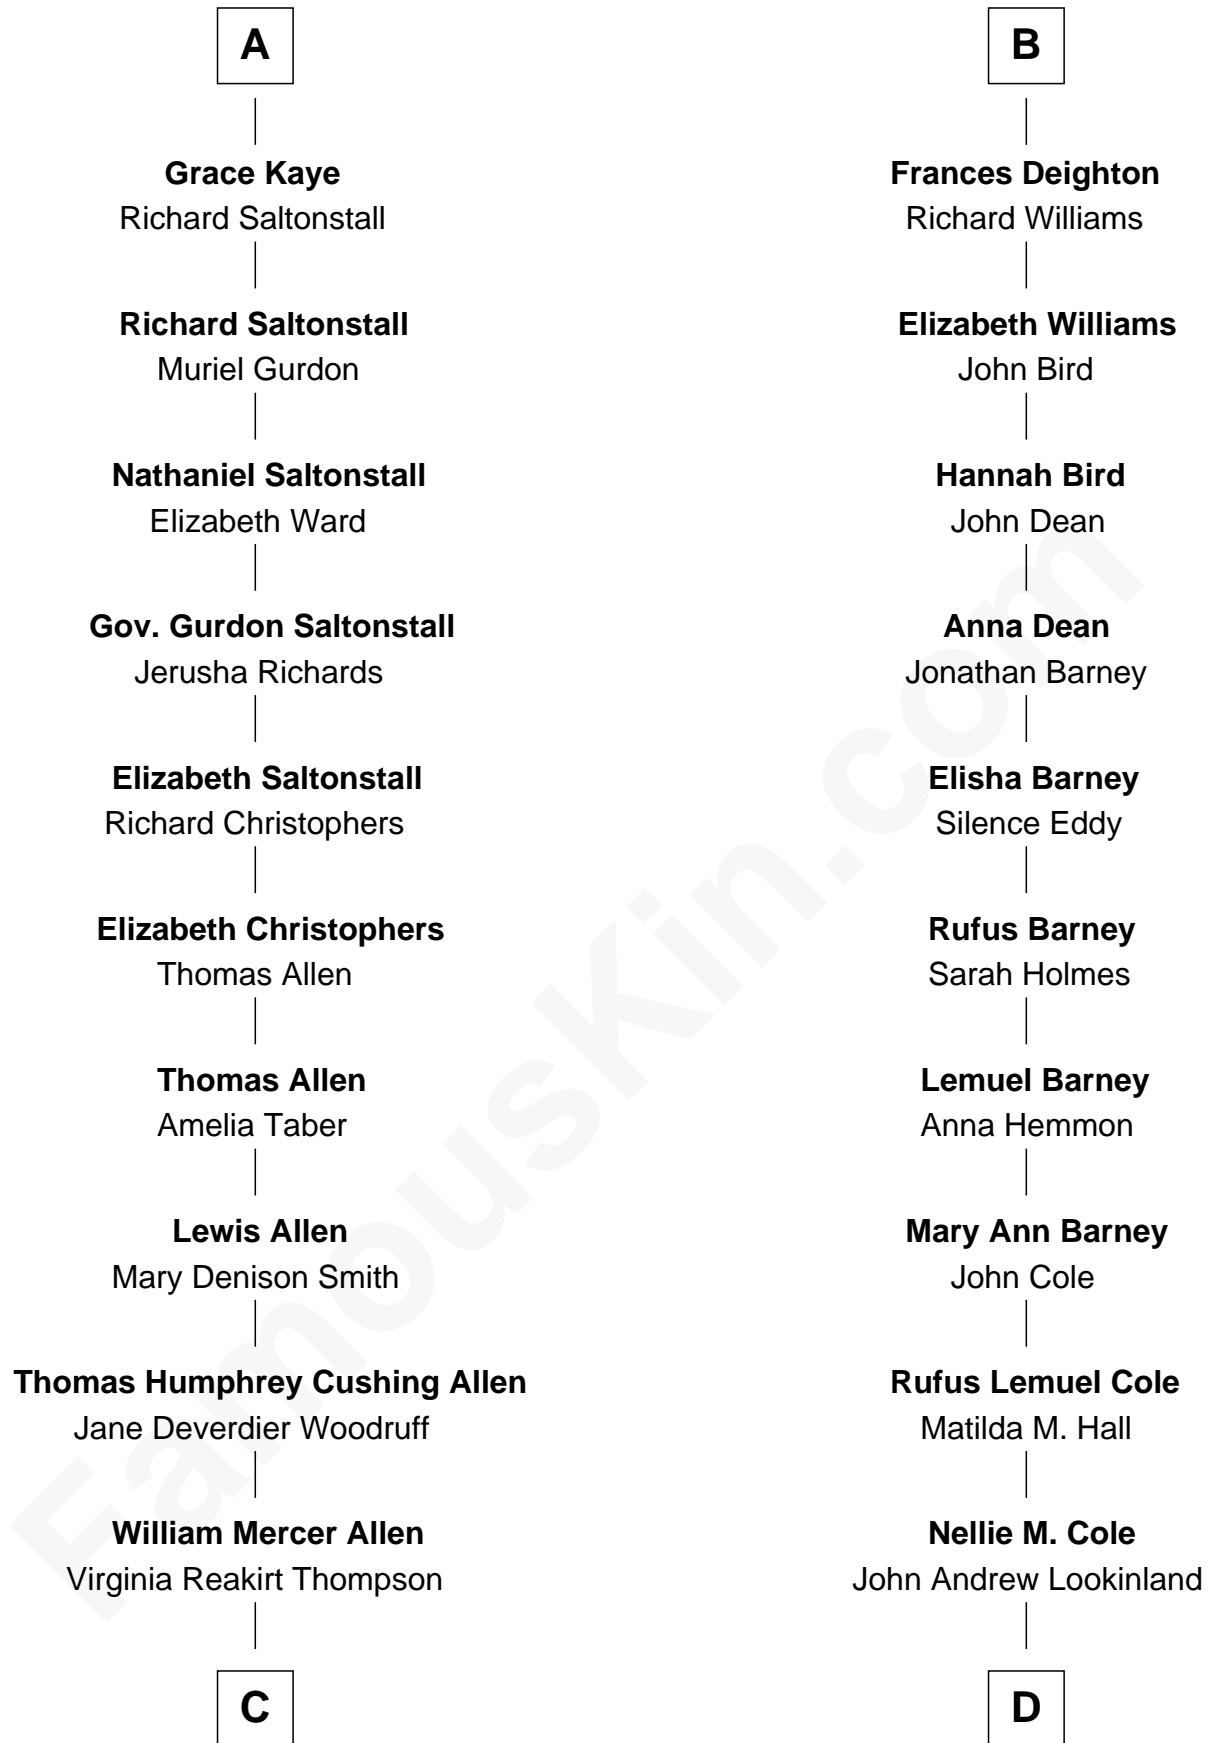 A
Grace Kaye
Richard Saltonstall
Richard Saltonstall
Muriel Gurdon
Nathaniel Saltonstall
Elizabeth Ward
Gov. Gurdon Saltonstall
Jerusha Richards
Elizabeth Saltonstall
Richard Christophers
Elizabeth Christophers
Thomas Allen
Thomas Allen
Amelia Taber
Lewis Allen
Mary Denison Smith
Thomas Humphrey Cushing Allen
Jane Deverdier Woodruff
William Mercer Allen
Virginia Reakirt Thompson
C
B
Frances Deighton
Richard Williams
Elizabeth Williams
John Bird
Hannah Bird
John Dean
Anna Dean
Jonathan Barney
Elisha Barney
Silence Eddy
Rufus Barney
Sarah Holmes
Lemuel Barney
Anna Hemmon
Mary Ann Barney
John Cole
Rufus Lemuel Cole
Matilda M. Hall
Nellie M. Cole
John Andrew Lookinland
D
FamousKin.com